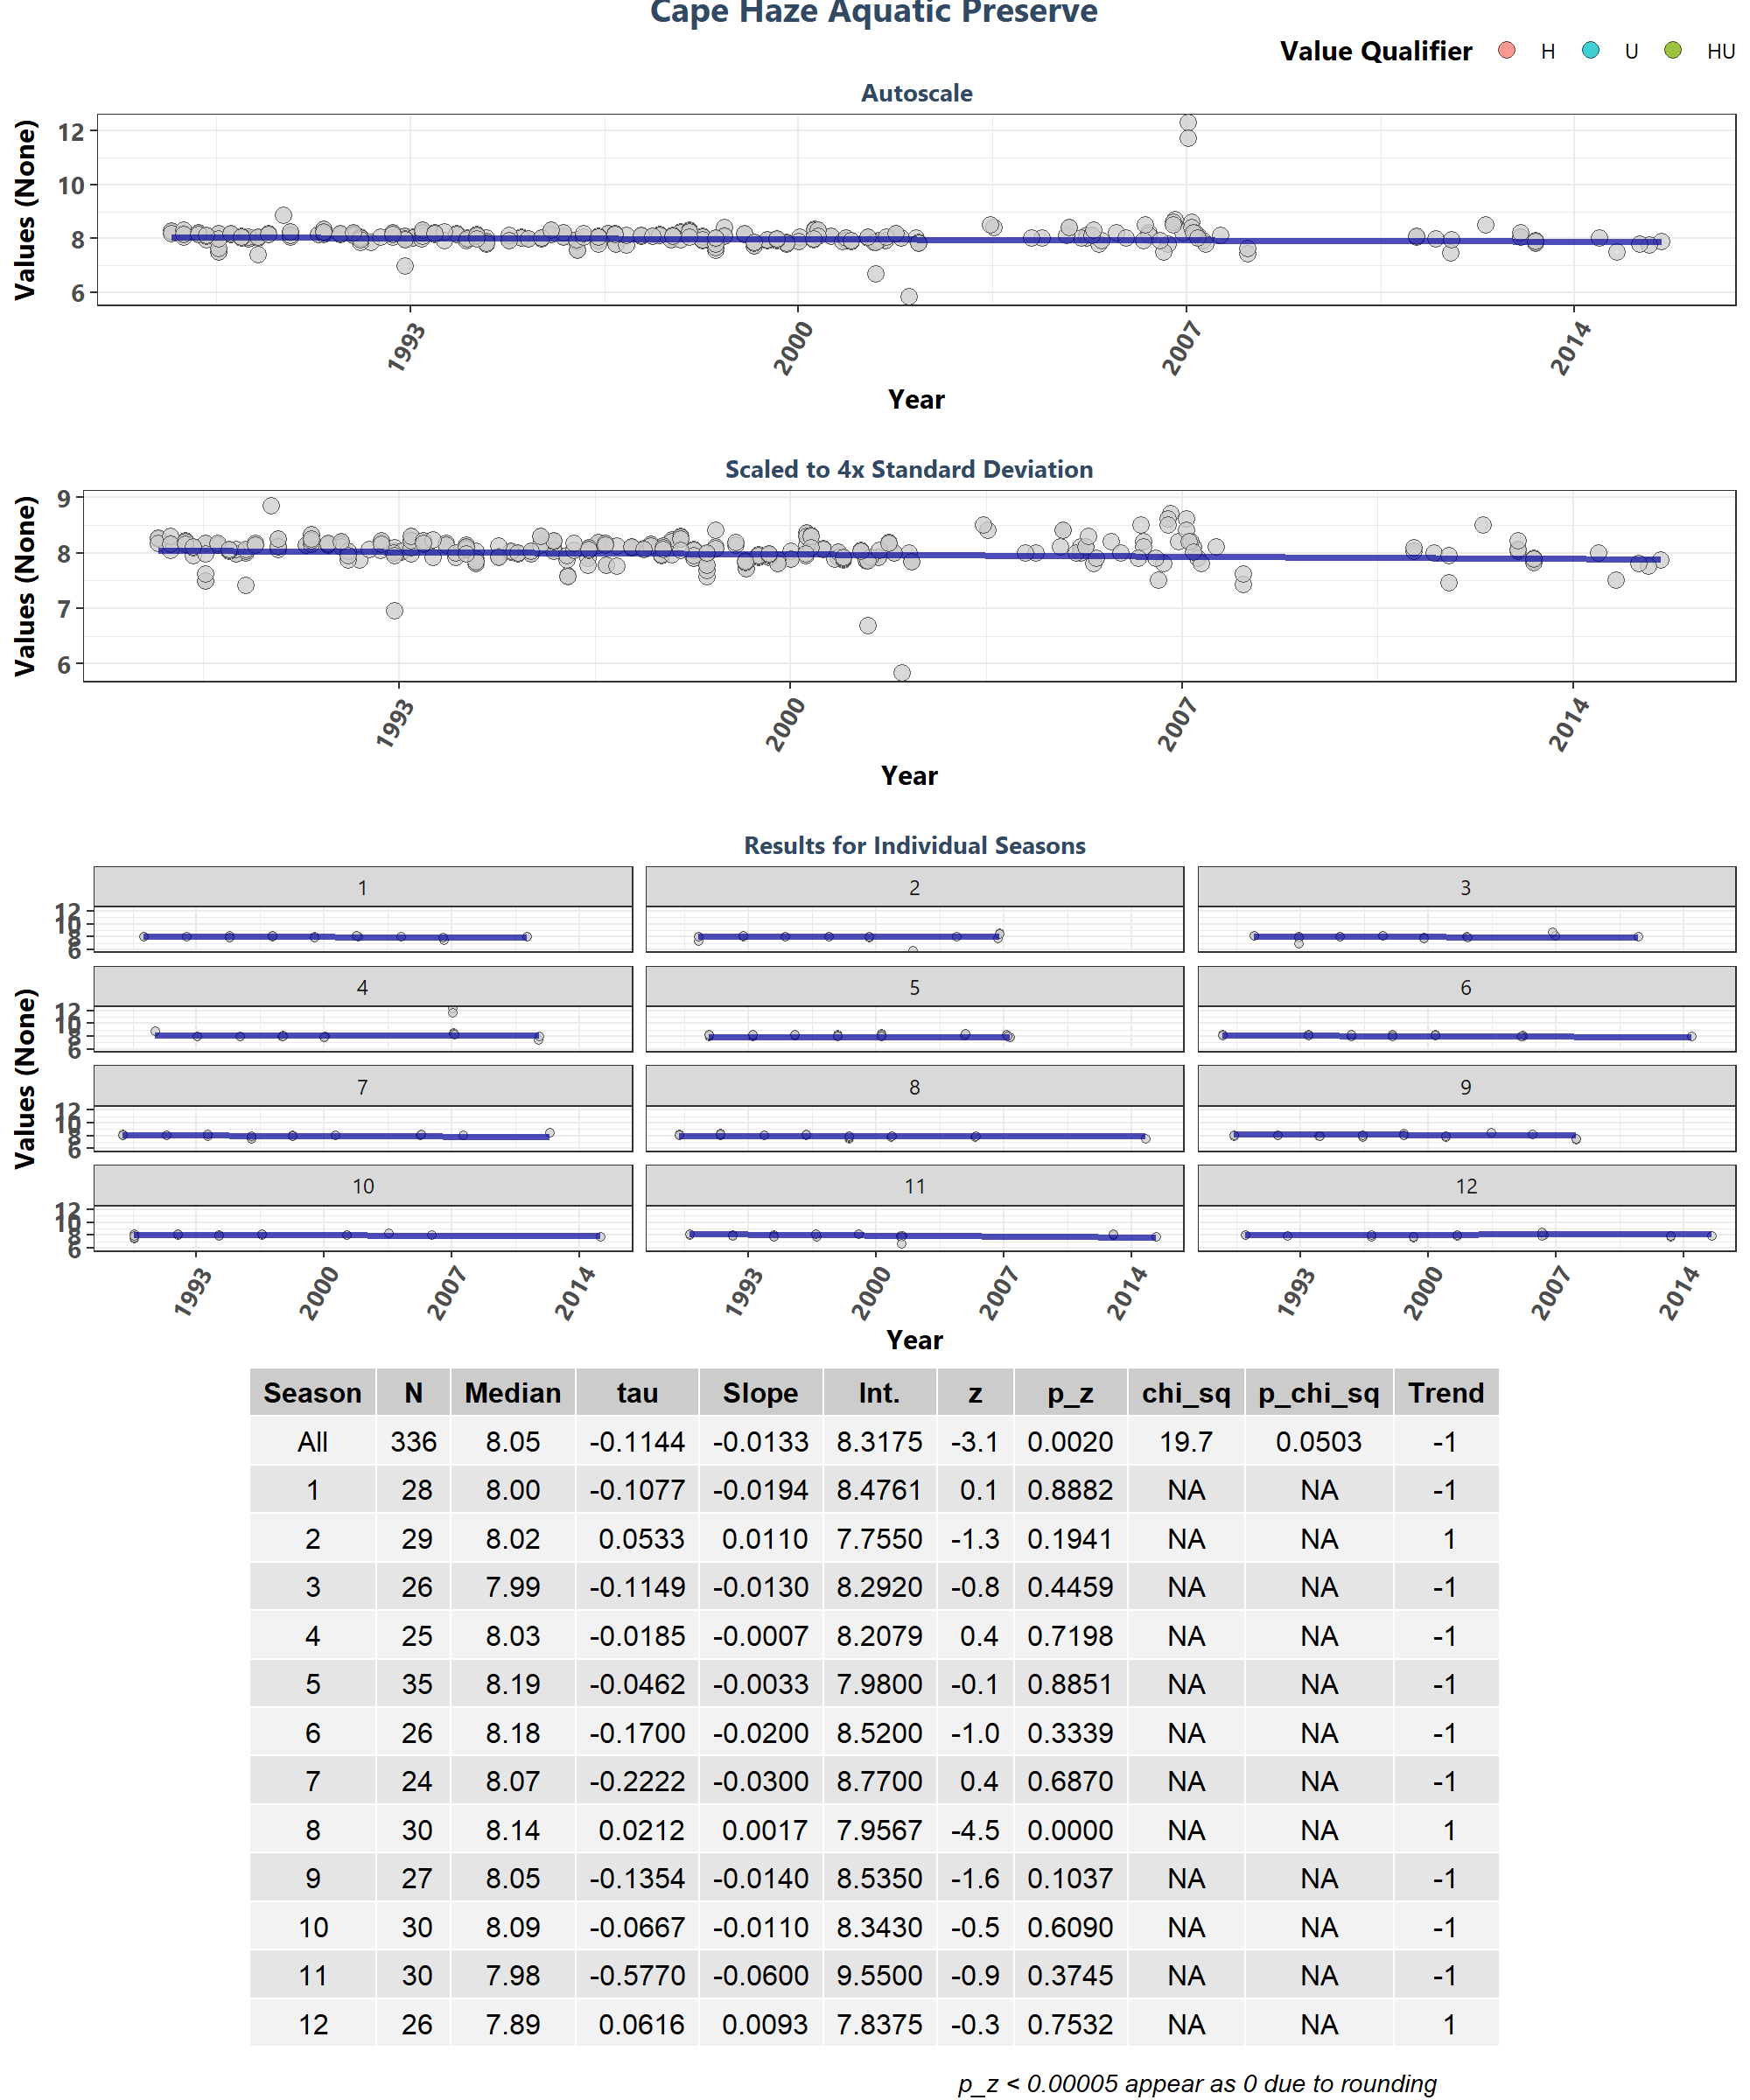 Cape Haze Aquatic Preserve
Value Qualifier H U HU
Autoscale
Values (None)
12
10
8
6
1993 2000 2007 2014
Year
Scaled to 4x Standard Deviation
Values (None)
9
8
7
6
1993 2000 2007 2014
Year
Results for Individual Seasons
Values (None)
1 2 3
12
10
8
6
4 5 6
12
10
8
6
7 8 9
12
10
8
6
10 11 12
12
10
8
6
1993 2000 2007 2014 1993 2000 2007 2014 1993 2000 2007 2014
Year
Season N Median tau Slope Int. z p_z chi_sq p_chi_sq Trend
All 336 8.05 -0.1144 -0.0133 8.3175 -3.1 0.0020 19.7 0.0503 -1
1 28 8.00 -0.1077 -0.0194 8.4761 0.1 0.8882 NA NA -1
2 29 8.02 0.0533 0.0110 7.7550 -1.3 0.1941 NA NA 1
3 26 7.99 -0.1149 -0.0130 8.2920 -0.8 0.4459 NA NA -1
4 25 8.03 -0.0185 -0.0007 8.2079 0.4 0.7198 NA NA -1
5 35 8.19 -0.0462 -0.0033 7.9800 -0.1 0.8851 NA NA -1
6 26 8.18 -0.1700 -0.0200 8.5200 -1.0 0.3339 NA NA -1
7 24 8.07 -0.2222 -0.0300 8.7700 0.4 0.6870 NA NA -1
8 30 8.14 0.0212 0.0017 7.9567 -4.5 0.0000 NA NA 1
9 27 8.05 -0.1354 -0.0140 8.5350 -1.6 0.1037 NA NA -1
10 30 8.09 -0.0667 -0.0110 8.3430 -0.5 0.6090 NA NA -1
11 30 7.98 -0.5770 -0.0600 9.5500 -0.9 0.3745 NA NA -1
12 26 7.89 0.0616 0.0093 7.8375 -0.3 0.7532 NA NA 1
p_z < 0.00005 appear as 0 due to rounding